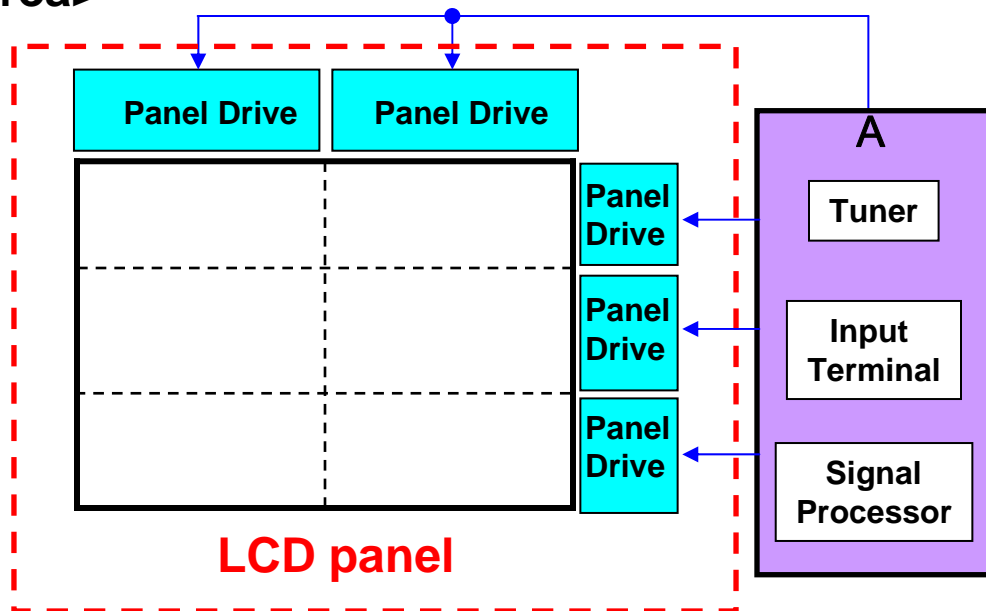 Panel Drive
Panel Drive
A
Panel
Drive
Tuner
Panel
Drive
Input
Terminal
Panel
Drive
Signal
Processor
LCD panel